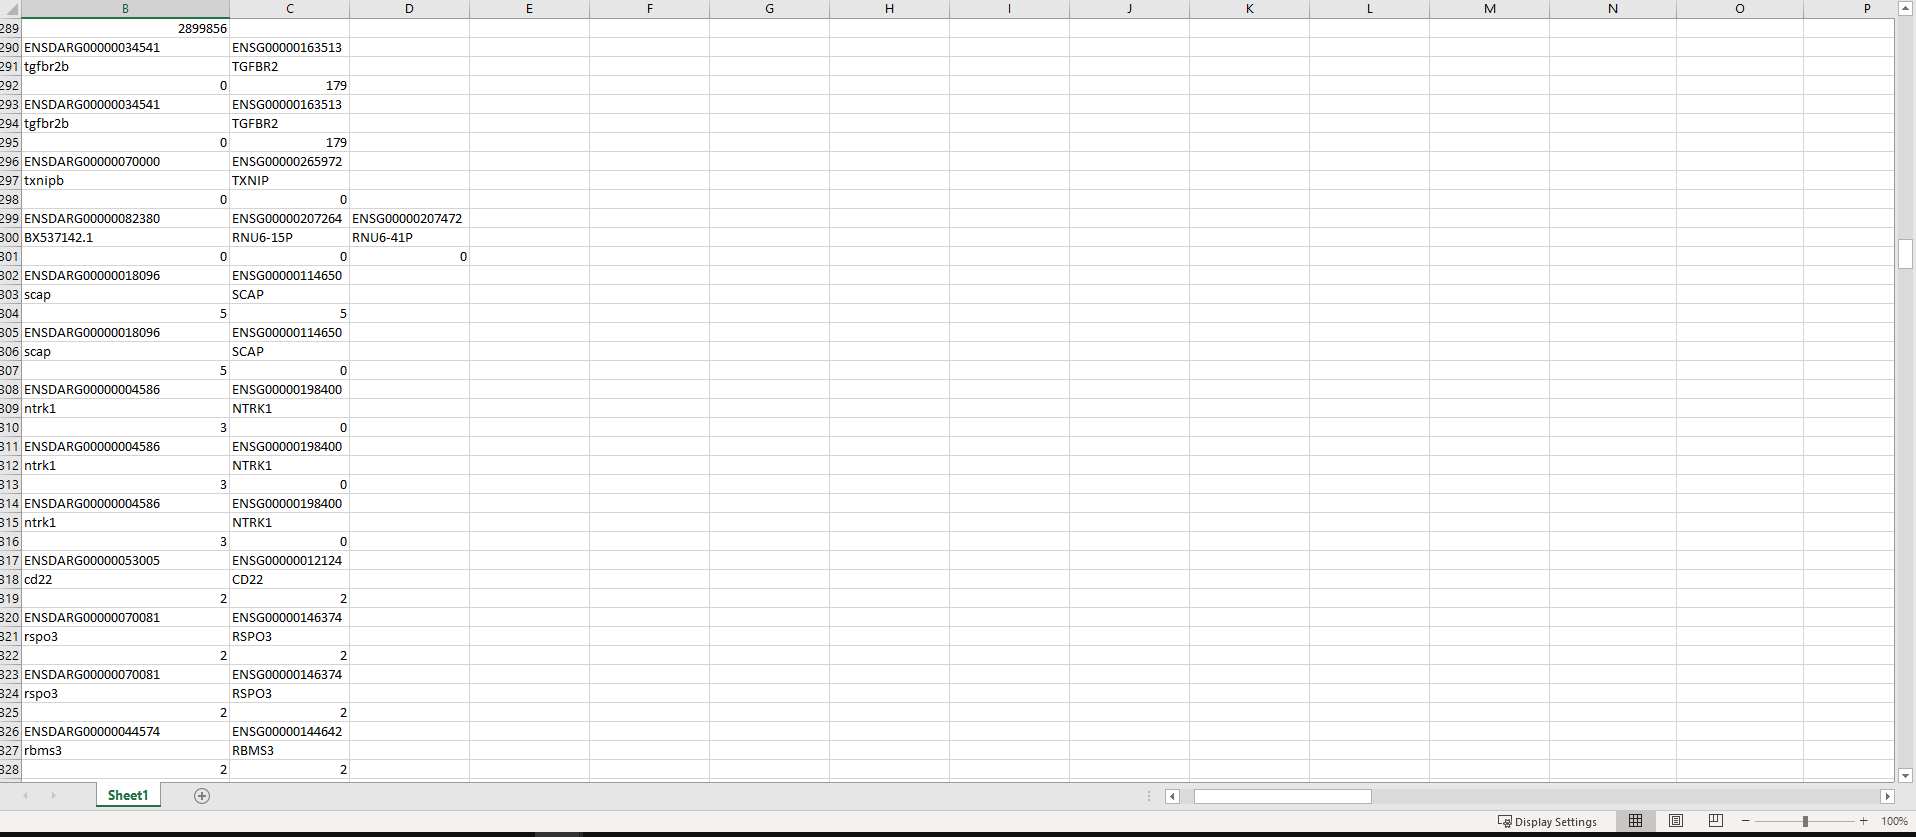 B C D E F G H I J K L M N O P
289 2899856
290 ENSDARG00000034541 ENSG00000163513
291 tgfbr2b TGFBR2
292 0 179
293 ENSDARG00000034541 ENSG00000163513
294 tgfbr2b TGFBR2
295 0 179
296 ENSDARG00000070000 ENSG00000265972
297 txnipb TXNIP
298 0 0
299 ENSDARG00000082380 ENSG00000207264 ENSG00000207472
300 BX537142.1 RNU6-15P RNU6-41P
301 0 0 0
302 ENSDARG00000018096 ENSG00000114650
303 scap SCAP
304 5 5
305 ENSDARG00000018096 ENSG00000114650
306 scap SCAP
307 5 0
308 ENSDARG00000004586 ENSG00000198400
309 ntrk1 NTRK1
310 3 0
311 ENSDARG00000004586 ENSG00000198400
312 ntrk1 NTRK1
313 3 0
314 ENSDARG00000004586 ENSG00000198400
315 ntrk1 NTRK1
316 3 0
317 ENSDARG00000053005 ENSG00000012124
318 cd22 CD22
319 2 2
320 ENSDARG00000070081 ENSG00000146374
321 rspo3 RSPO3
322 2 2
323 ENSDARG00000070081 ENSG00000146374
324 rspo3 RSPO3
325 2 2
326 ENSDARG00000044574 ENSG00000144642
327 rbms3 RBMS3
328 2 2
Sheet1
Display Settings 100%